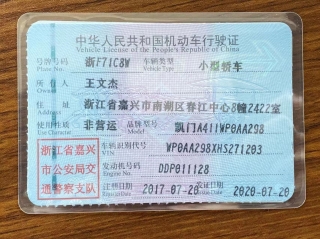 中华人民共和国机动车行驶证
Vehicle License of the People's Republic of China
号牌号码 浙F71C8W 车辆类型 小型轿车
Plate No. Vehicle Type
所有人 王文杰
Owner
住址 浙江省嘉兴市南湖区春江中心8幢2422室
Address
使用性质 非营运 品牌型号 凯门A411WP0AA298
Use Character Model
浙江省嘉兴 车辆识别代号 WP0AA298XHS271203
VIN
市公安局交 发动机号码 DDP011128
Engine No.
通警察支队 注册日期 2017-07-20 发证日期 2020-07-20
Register Date Issue Date